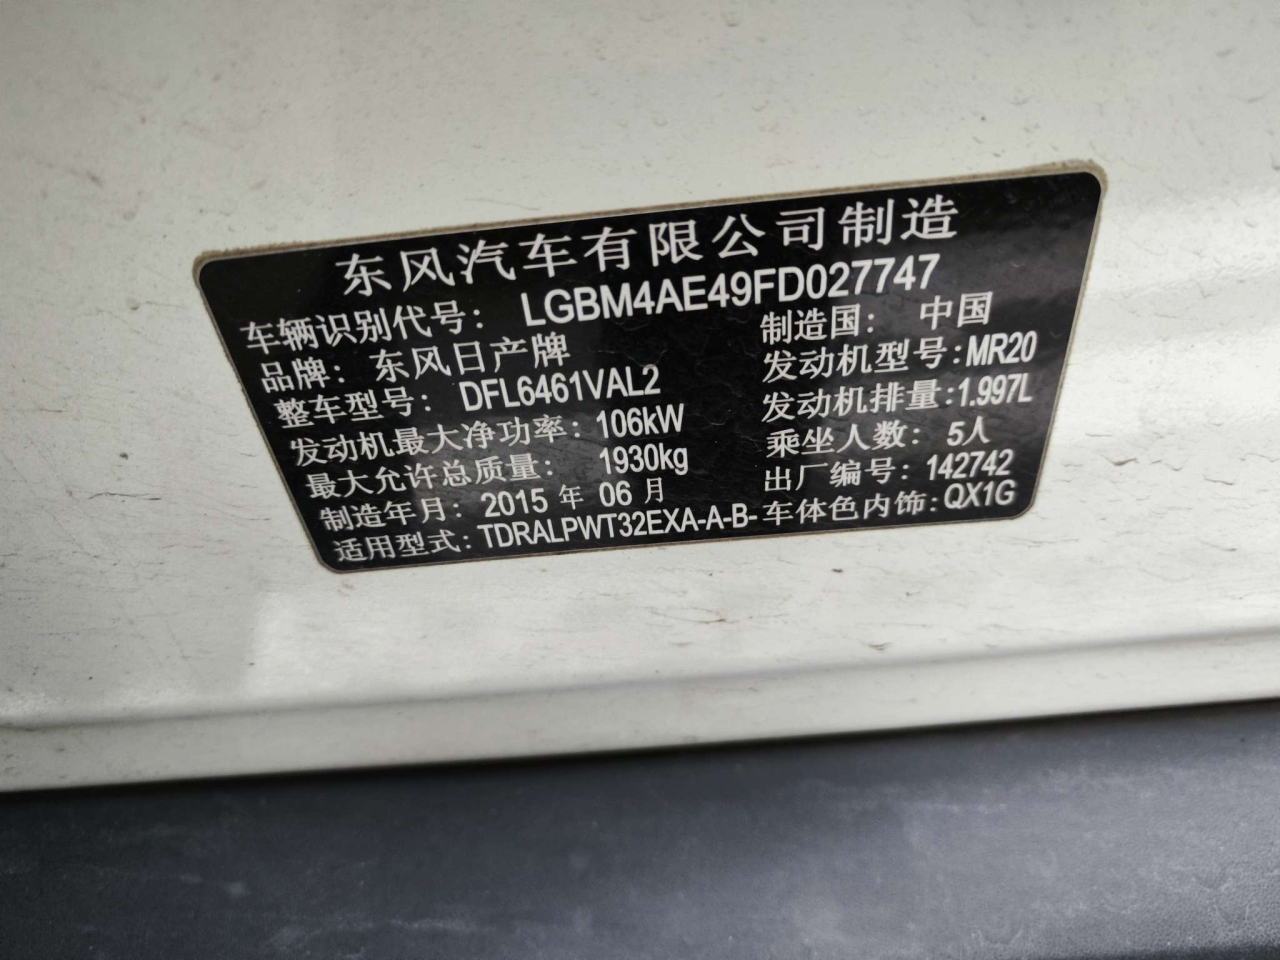 东风汽车有限公司制造
车辆识别代号: LGBM4AE49FD027747
品牌: 东风日产牌 制造国: 中国
整车型号: DFL6461VAL2 发动机型号:MR20
发动机最大净功率: 106kW 发动机排量:1.997L
最大允许总质量: 1930kg 乘坐人数: 5人
制造年月: 2015 年 06 月 出厂编号: 142742
适用型式: TDRALPWT32EXA-A-B- 车体色内饰: QX1G